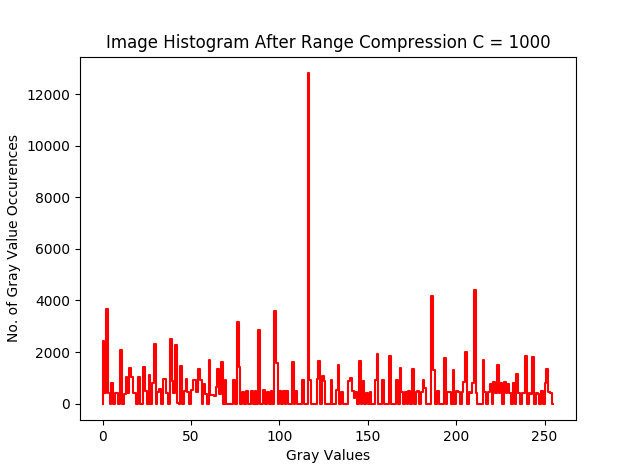 Image Histogram After Range Compression C = 1000
12000
10000
8000
6000
4000
2000
0
No. of Gray Value Occurences
0 50 100 150 200 250
Gray Values